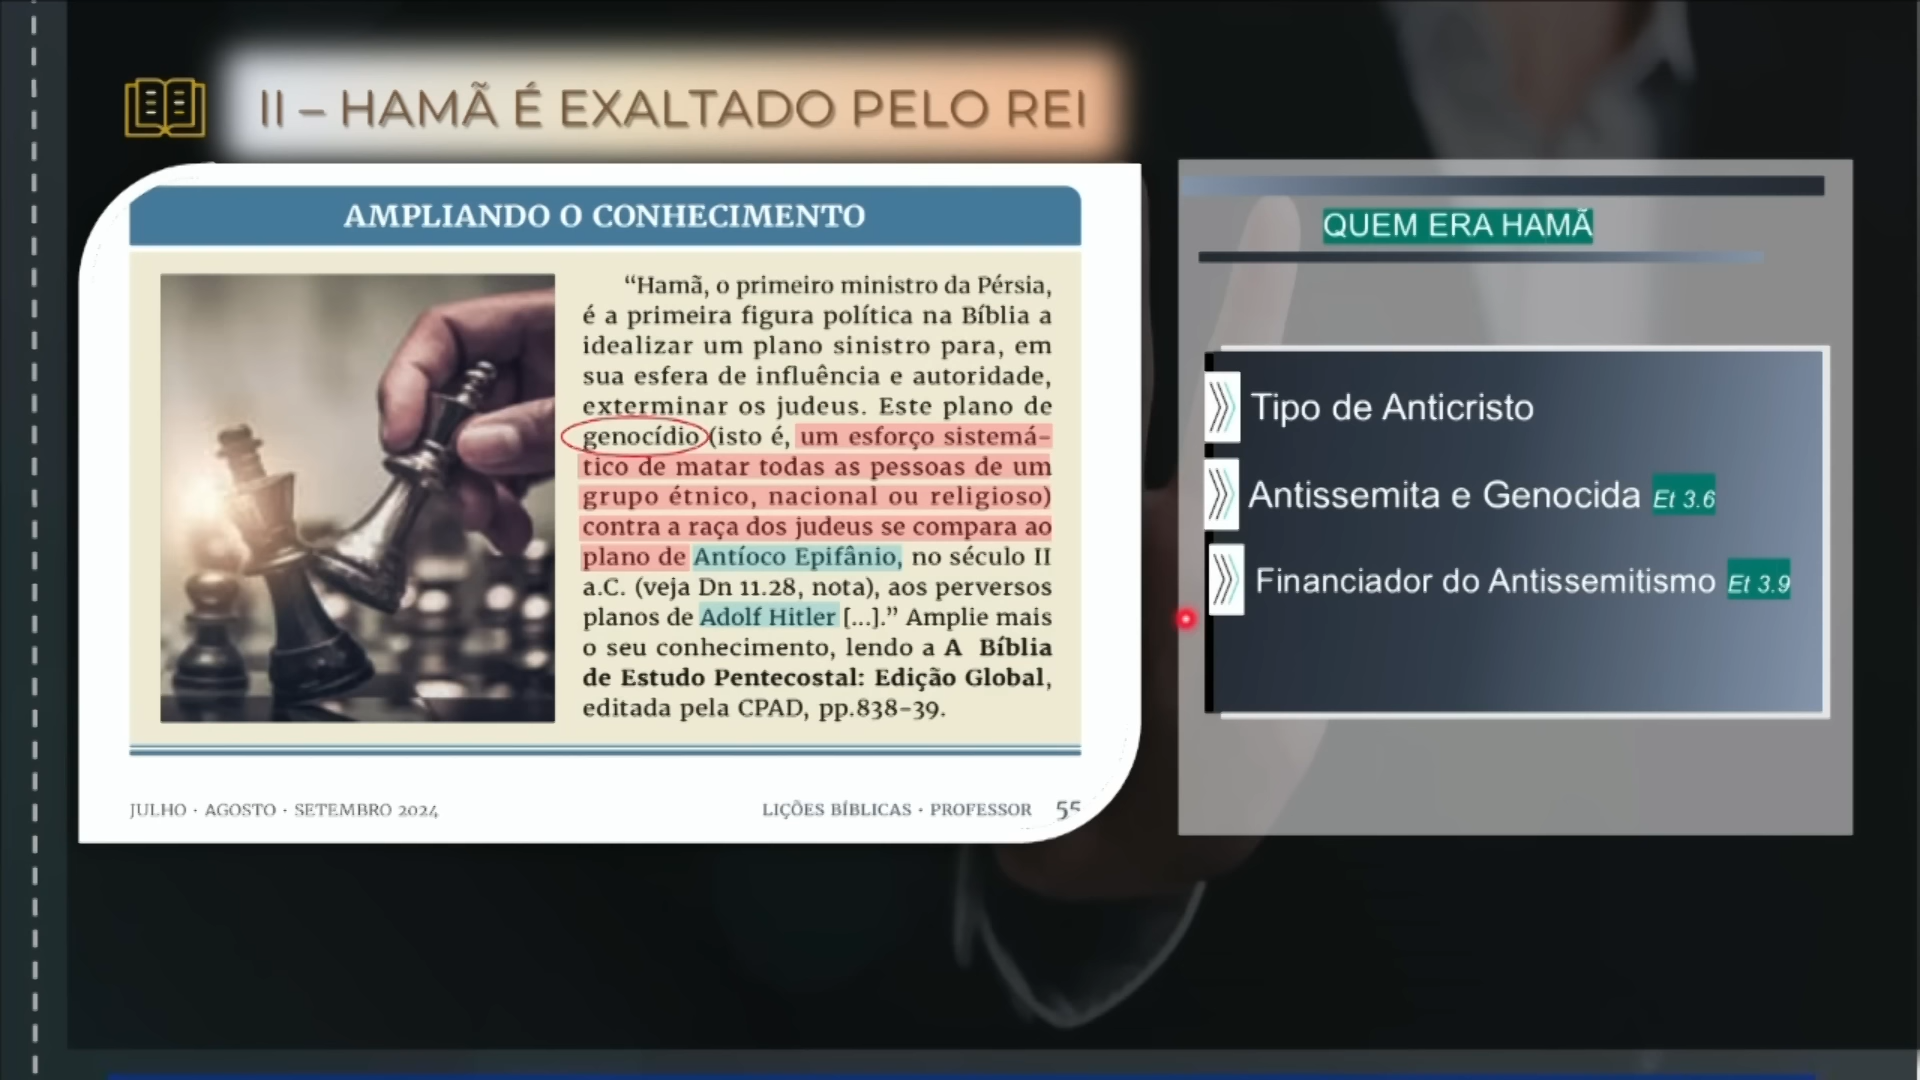 II – HAMÃ É EXALTADO PELO REI
AMPLIANDO O CONHECIMENTO
“Hamã, o primeiro ministro da Pérsia,
é a primeira figura política na Bíblia a
idealizar um plano sinistro para, em
sua esfera de influência e autoridade,
exterminar os judeus. Este plano de
genocídio (isto é, um esforço sistemá-
tico de matar todas as pessoas de um
grupo étnico, nacional ou religioso)
contra a raça dos judeus se compara ao
plano de Antíoco Epifânio, no século II
a.C. (veja Dn 11.28, nota), aos perversos
planos de Adolf Hitler [...].” Amplie mais
o seu conhecimento, lendo a A Bíblia
de Estudo Pentecostal: Edição Global,
editada pela CPAD, pp.838-39.
JULHO · AGOSTO · SETEMBRO 2024
LIÇÕES BÍBLICAS · PROFESSOR 55
QUEM ERA HAMÃ
Tipo de Anticristo
Antissemita e Genocida Et 3.6
Financiador do Antissemitismo Et 3.9